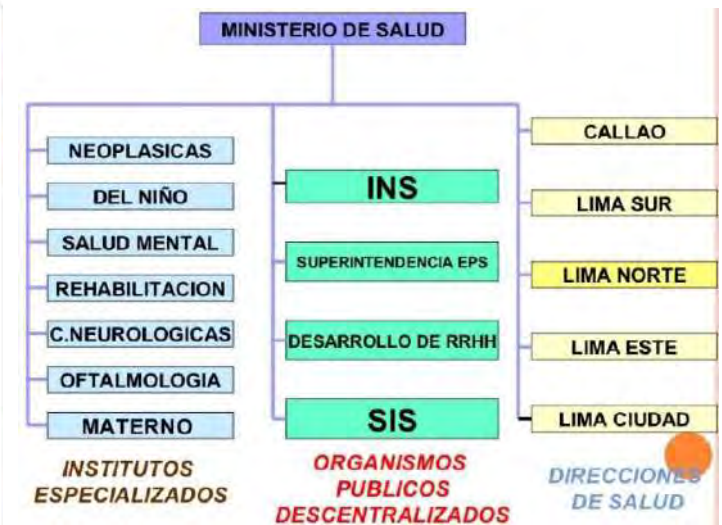 MINISTERIO DE SALUD
NEOPLASICAS
DEL NIÑO
SALUD MENTAL
REHABILITACION
C.NEUROLOGICAS
OFTALMOLOGIA
MATERNO
INSTITUTOS
ESPECIALIZADOS
INS
SUPERINTENDENCIA EPS
DESARROLLO DE RRHH
SIS
ORGANISMOS
PUBLICOS
DESCENTRALIZADOS
CALLAO
LIMA SUR
LIMA NORTE
LIMA ESTE
LIMA CIUDAD
DIRECCIONES
DE SALUD